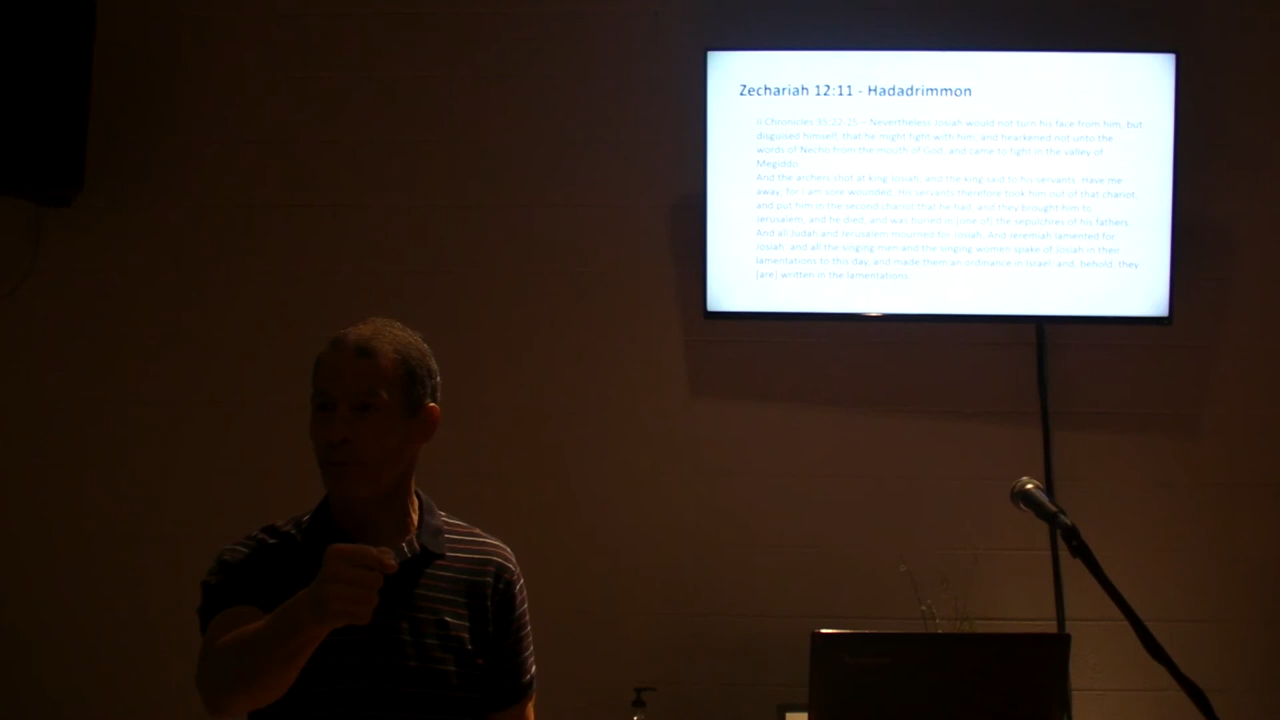 Zechariah 12:11 - Hadadrimmon
II Chronicles 35:22-25 - Nevertheless Josiah would not turn his face from him, but
disguised himself, that he might fight with him, and hearkened not unto the
words of Necho from the mouth of God, and came to fight in the valley of
Megiddo.
And the archers shot at king Josiah; and the king said to his servants, Have me
away; for I am sore wounded. His servants therefore took him out of that chariot,
and put him in the second chariot that he had; and they brought him to
Jerusalem, and he died, and was buried in [one of] the sepulchres of his fathers.
And all Judah and Jerusalem mourned for Josiah. And Jeremiah lamented for
Josiah: and all the singing men and the singing women spake of Josiah in their
lamentations to this day, and made them an ordinance in Israel: and, behold, they
[are] written in the lamentations.